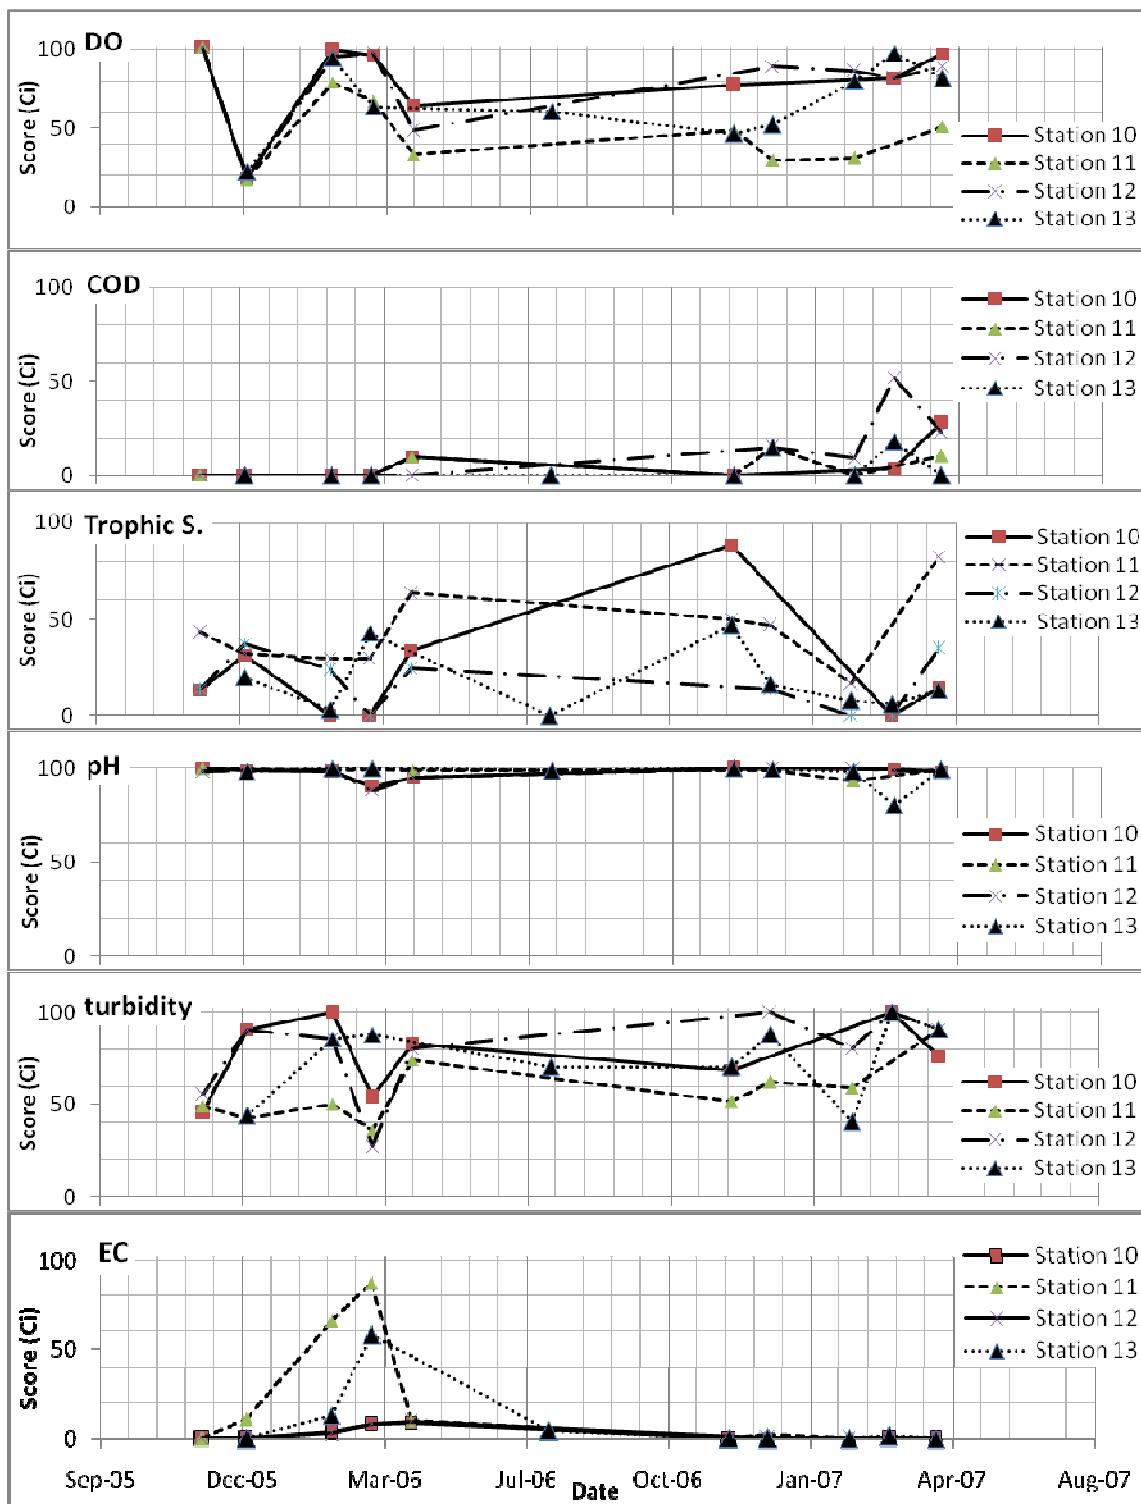 DO
100
50
0
Score (Ci)
Station 10
Station 11
Station 12
Station 13
COD
100
50
0
Score (Ci)
Station 10
Station 11
Station 12
Station 13
Trophic S.
100
50
0
Score (Ci)
Station 10
Station 11
Station 12
Station 13
pH
100
50
0
Score (Ci)
Station 10
Station 11
Station 12
Station 13
turbidity
100
50
0
Score (Ci)
Station 10
Station 11
Station 12
Station 13
EC
100
50
0
Score (Ci)
Station 10
Station 11
Station 12
Station 13
Sep-05 Dec-05 Mar-05 Jul-06 Oct-06 Jan-07 Apr-07 Aug-07
Date